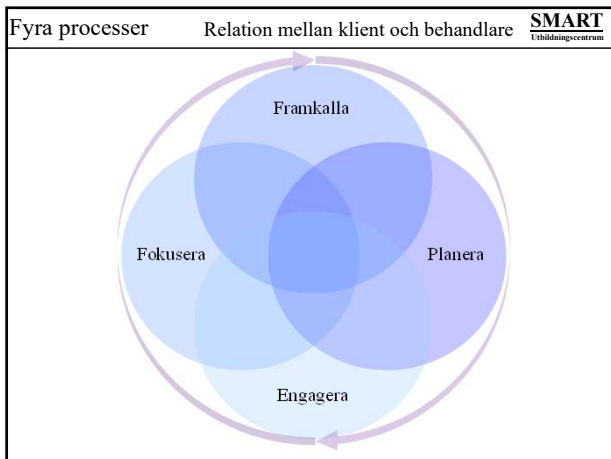 Fyra processer
Relation mellan klient och behandlare
SMART
Utbildningscentrum
Framkalla
Fokusera
Planera
Engagera